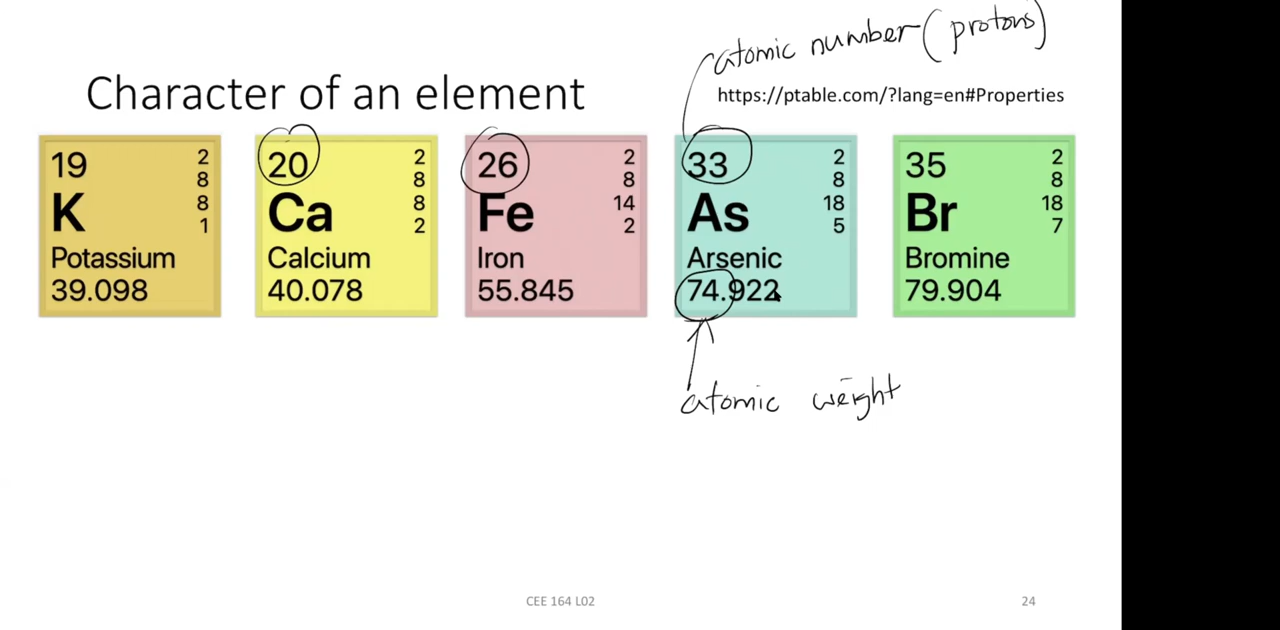 atomic number (protons)
Character of an element
https://ptable.com/?lang=en#Properties
19
2
8
8
1
K
Potassium
39.098
20
2
8
8
2
Ca
Calcium
40.078
26
2
8
14
2
Fe
Iron
55.845
33
2
8
18
5
As
Arsenic
74.922
35
2
8
18
7
Br
Bromine
79.904
atomic weight
CEE 164 L02
24